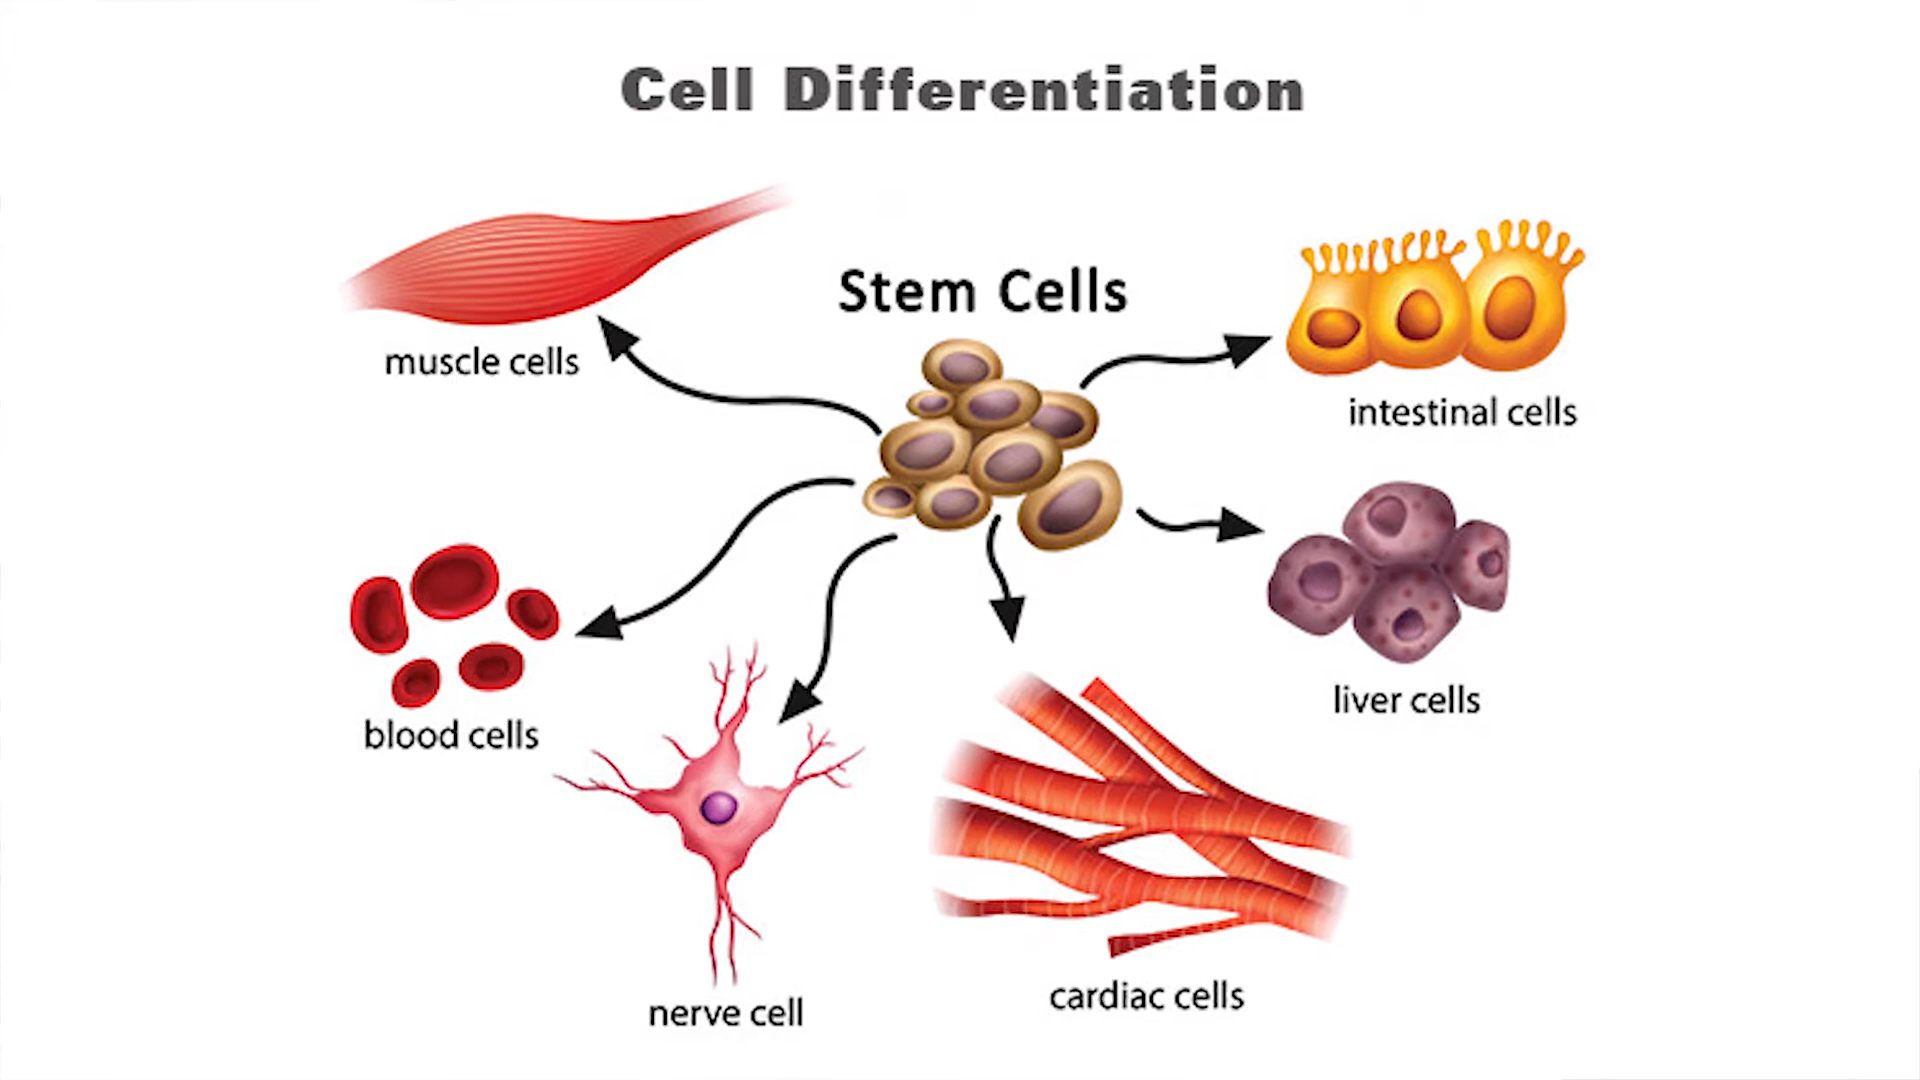 Cell Differentiation
Stem Cells
muscle cells
intestinal cells
blood cells
liver cells
nerve cell
cardiac cells